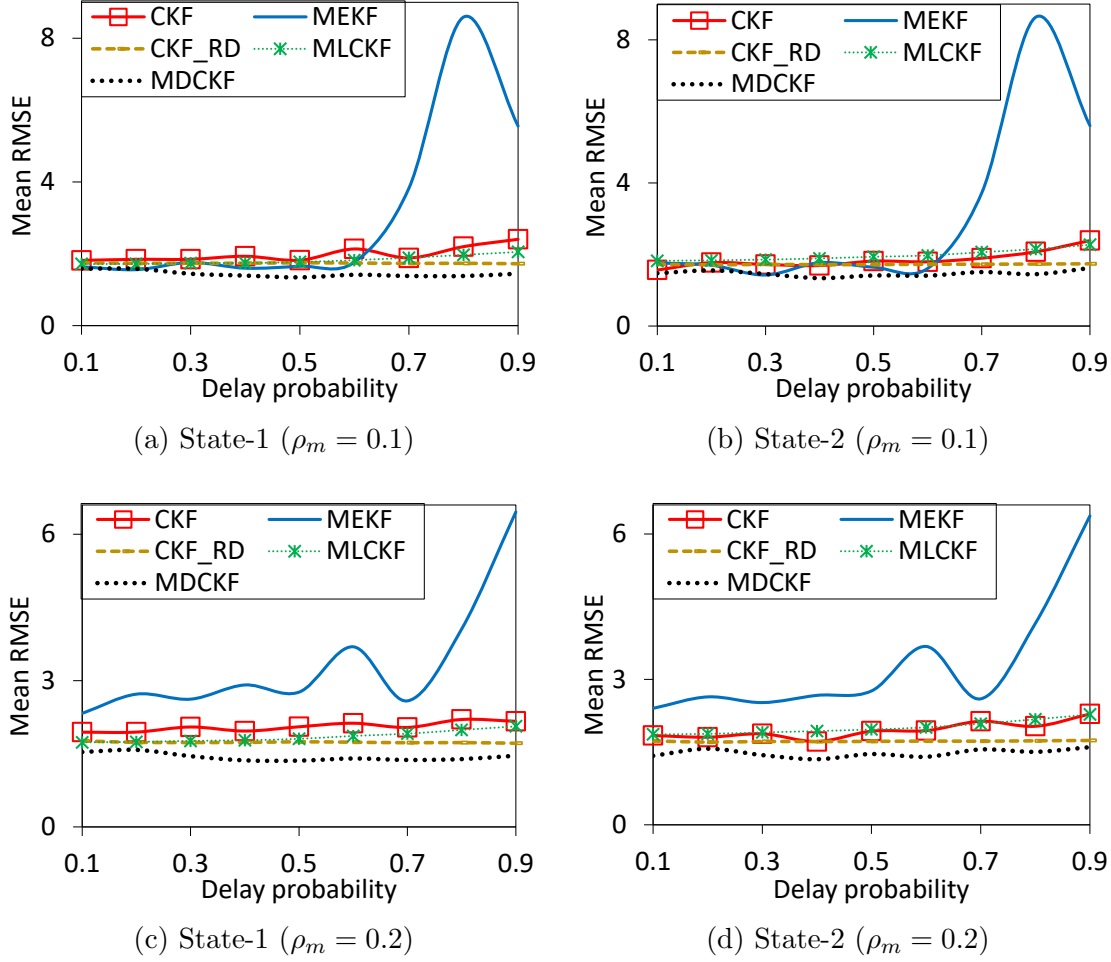 CKF MEKF
CKF_RD MLCKF
MDCKF
Mean RMSE
8
4
0
0.1 0.3 0.5 0.7 0.9
Delay probability
(a) State-1 (ρm = 0.1)
CKF MEKF
CKF_RD MLCKF
MDCKF
Mean RMSE
8
4
0
0.1 0.3 0.5 0.7 0.9
Delay probability
(b) State-2 (ρm = 0.1)
CKF MEKF
CKF_RD MLCKF
MDCKF
Mean RMSE
6
3
0
0.1 0.3 0.5 0.7 0.9
Delay probability
(c) State-1 (ρm = 0.2)
CKF MEKF
CKF_RD MLCKF
MDCKF
Mean RMSE
6
3
0
0.1 0.3 0.5 0.7 0.9
Delay probability
(d) State-2 (ρm = 0.2)